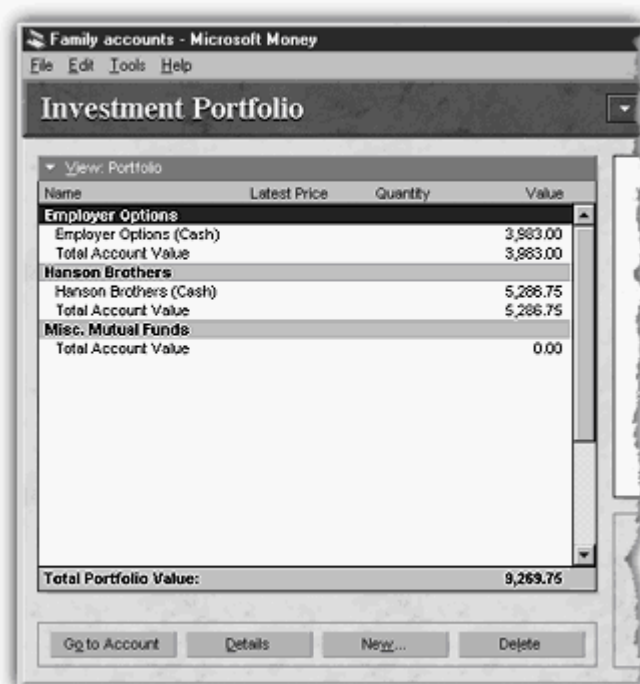 Family accounts - Microsoft Money
File Edit Tools Help
Investment Portfolio
View: Portfolio
Name Latest Price Quantity Value
Employer Options
Employer Options (Cash) 3,983.00
Total Account Value 3,983.00
Hanson Brothers
Hanson Brothers (Cash) 5,286.75
Total Account Value 5,286.75
Misc. Mutual Funds
Total Account Value 0.00
Total Portfolio Value: 9,269.75
Go to Account Details New... Delete